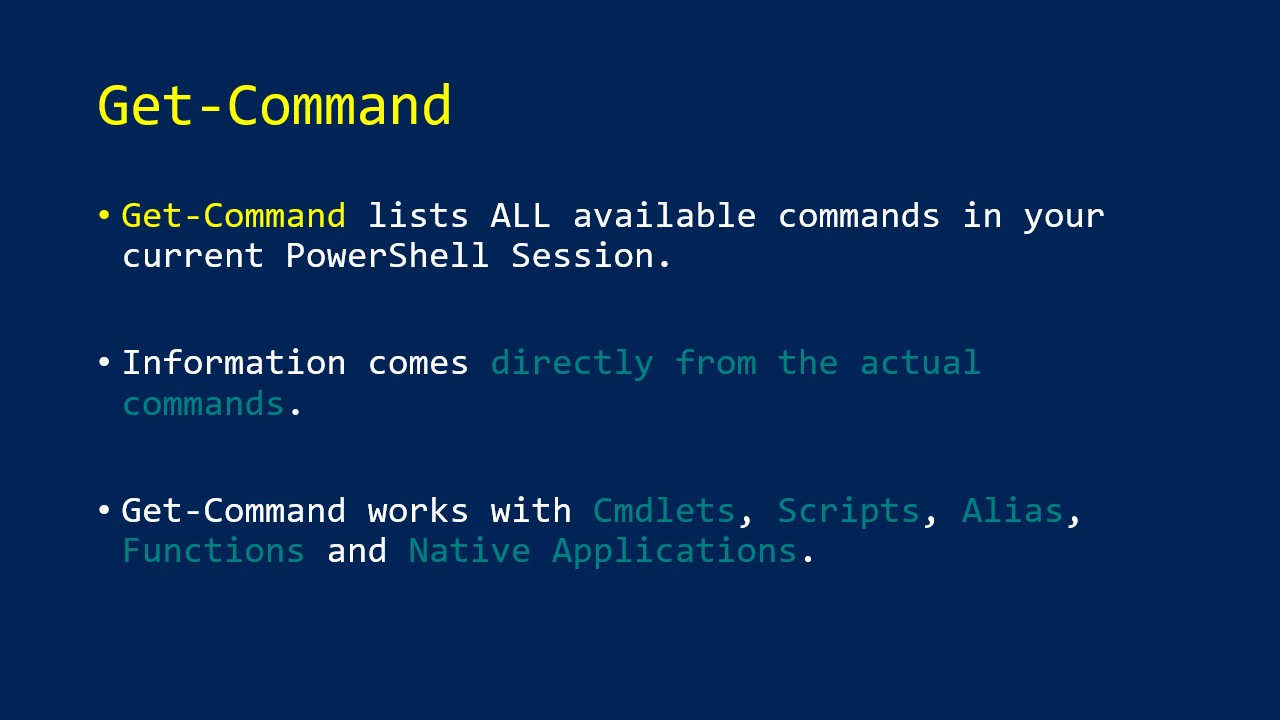 Get-Command
• Get-Command lists ALL available commands in your
current PowerShell Session.
• Information comes directly from the actual
commands.
• Get-Command works with Cmdlets, Scripts, Alias,
Functions and Native Applications.